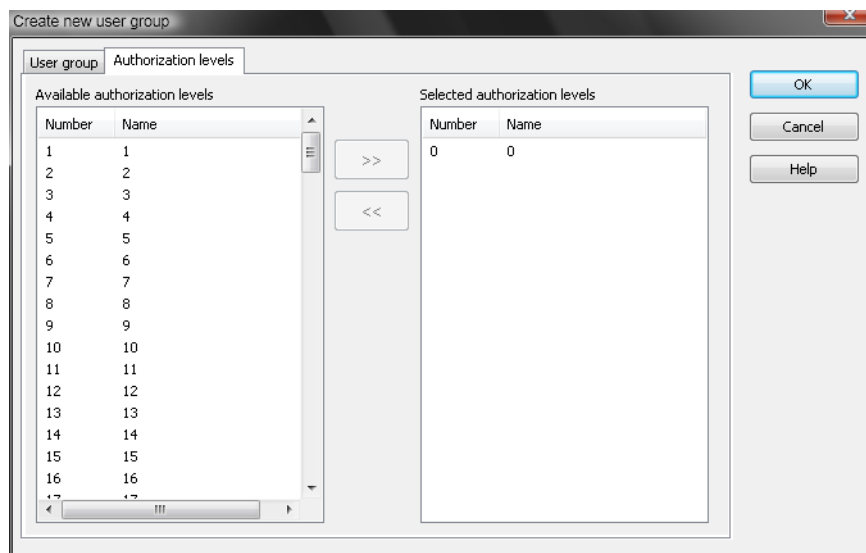 Create new user group
User group Authorization levels
Available authorization levels
Number Name
1 1
2 2
3 3
4 4
5 5
6 6
7 7
8 8
9 9
10 10
11 11
12 12
13 13
14 14
15 15
16 16
17 17
>>
<<
Selected authorization levels
Number Name
0 0
OK
Cancel
Help